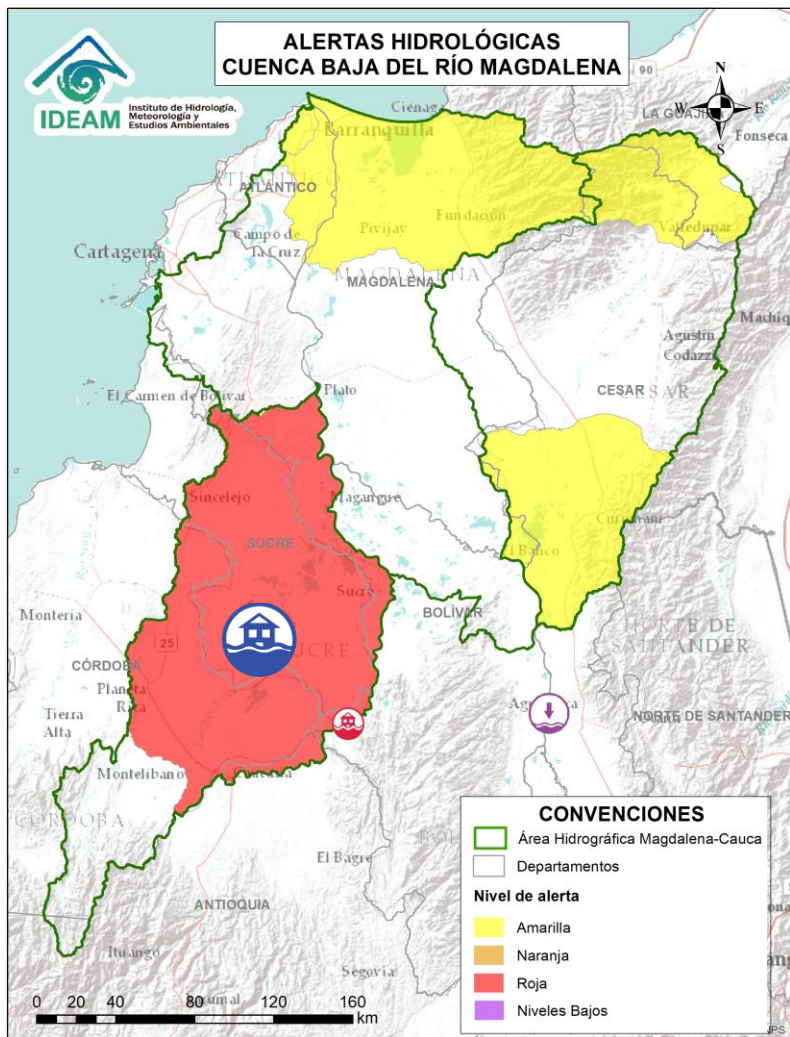 ALERTAS HIDROLÓGICAS
CUENCA BAJA DEL RÍO MAGDALENA
IDEAM
Instituto de Hidrología,
Meteorología y
Estudios Ambientales
N
W
E
S
90
Ciénaga
LA GUAJIRA
Barranquilla
Fonseca
ATLÁNTICO
Pivijay
Fundación
Valledupar
Cartagena
Campo de
la Cruz
MAGDALENA
MAGDALENA
Agustín
Codazzi
CESAR
CESAR
El Carmen de Bolívar
Plato
Sincelejo
Magangué
SUCRE
El Banco
Sucre
BOLÍVAR
SUCRE
NORTE DE
SANTANDER
Montería
25
CÓRDOBA
Planeta
Rica
Tierra
Alta
NORTE DE SANTANDER
Montelíbano
CÓRDOBA
El Bagre
ANTIOQUIA
Ituango
Segovia
0 20 40 80 120 160
km
CONVENCIONES
Área Hidrográfica Magdalena-Cauca
Departamentos
Nivel de alerta
Amarilla
Naranja
Roja
Niveles Bajos